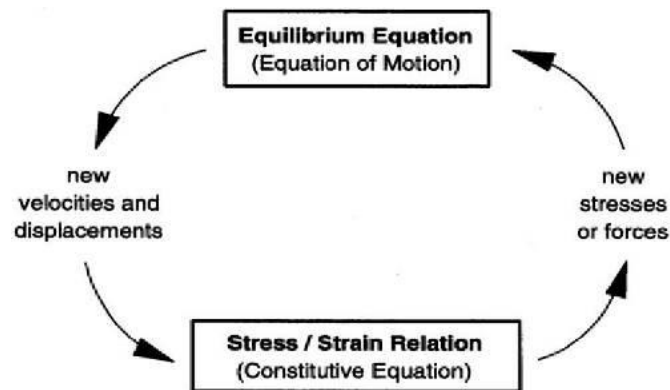 Equilibrium Equation
(Equation of Motion)
new
velocities and
displacements
new
stresses
or forces
Stress / Strain Relation
(Constitutive Equation)